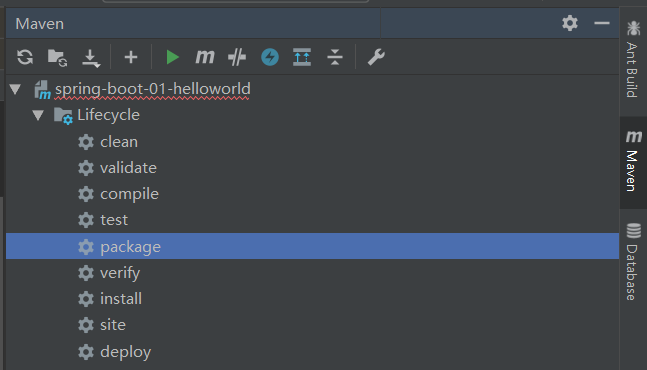 Maven
spring-boot-01-helloworld
Lifecycle
clean
validate
compile
test
package
verify
install
site
deploy
Ant Build
Maven
Database